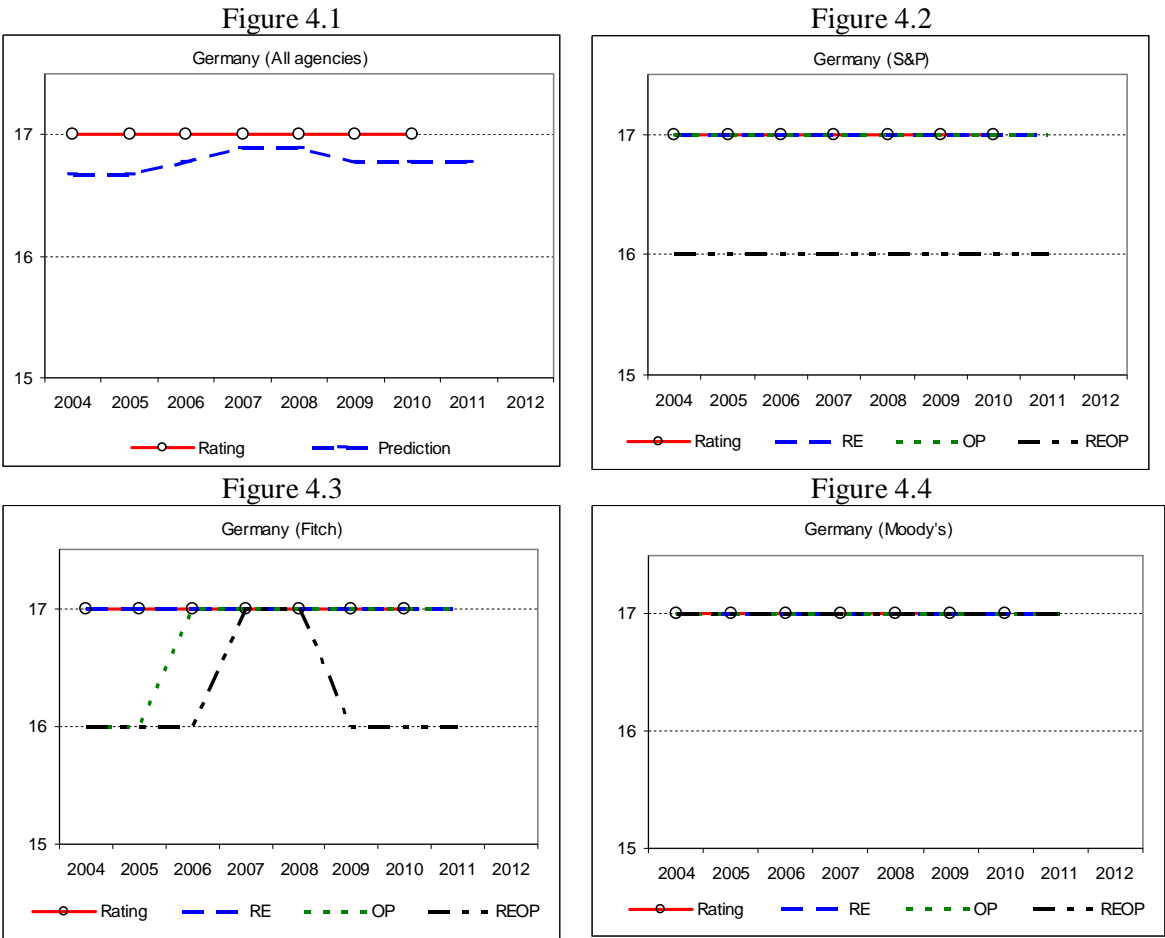 Figure 4.1
Germany (All agencies)
17
16
15
2004 2005 2006 2007 2008 2009 2010 2011 2012
Rating Prediction
Figure 4.2
Germany (S&P)
17
16
15
2004 2005 2006 2007 2008 2009 2010 2011 2012
Rating RE OP REOP
Figure 4.3
Germany (Fitch)
17
16
15
2004 2005 2006 2007 2008 2009 2010 2011 2012
Rating RE OP REOP
Figure 4.4
Germany (Moody's)
17
16
15
2004 2005 2006 2007 2008 2009 2010 2011 2012
Rating RE OP REOP